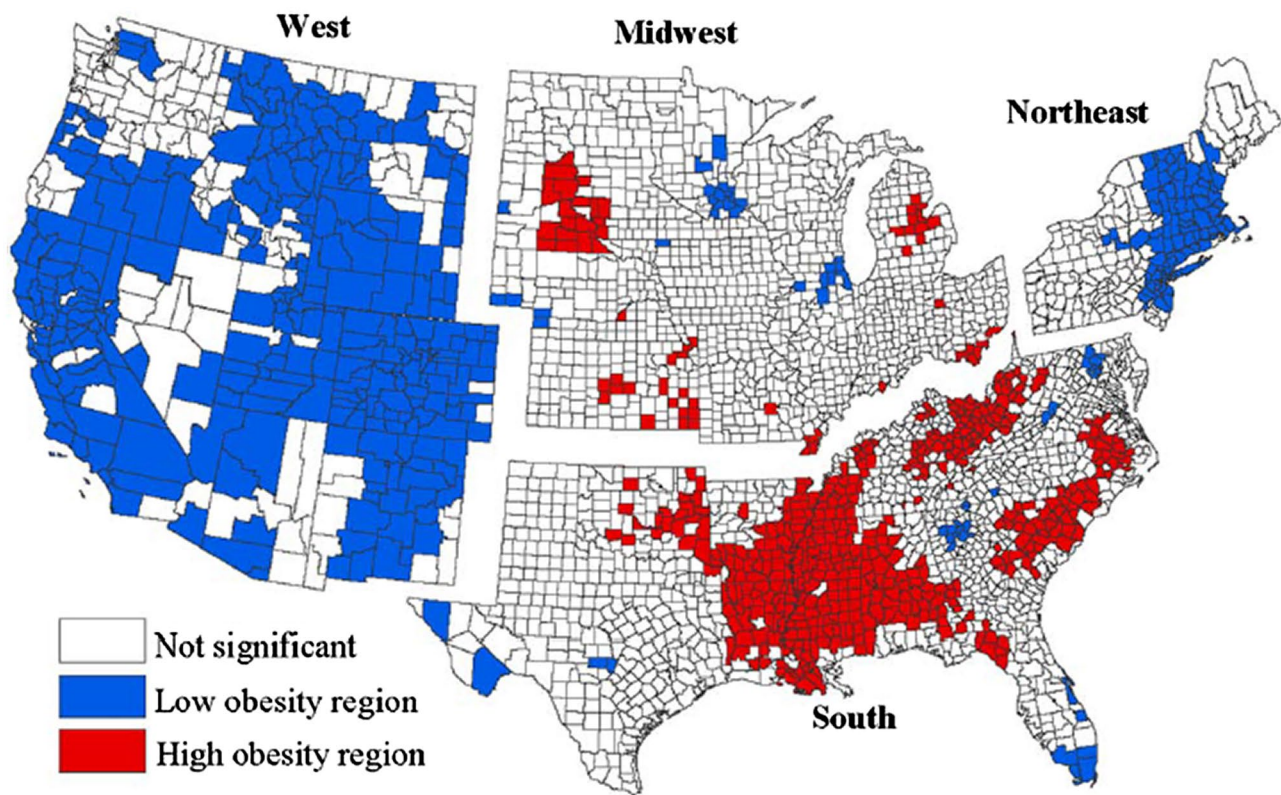 West
Midwest
Northeast
Not significant
Low obesity region
South
High obesity region